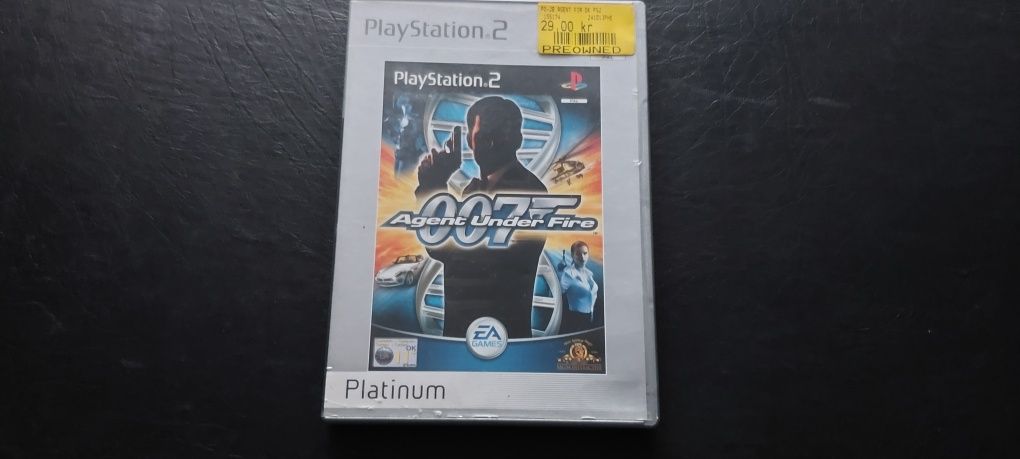 PlayStation 2
29,00 kr
PREOWNED
PlayStation 2
007
Agent Under Fire
EA
GAMES
Platinum